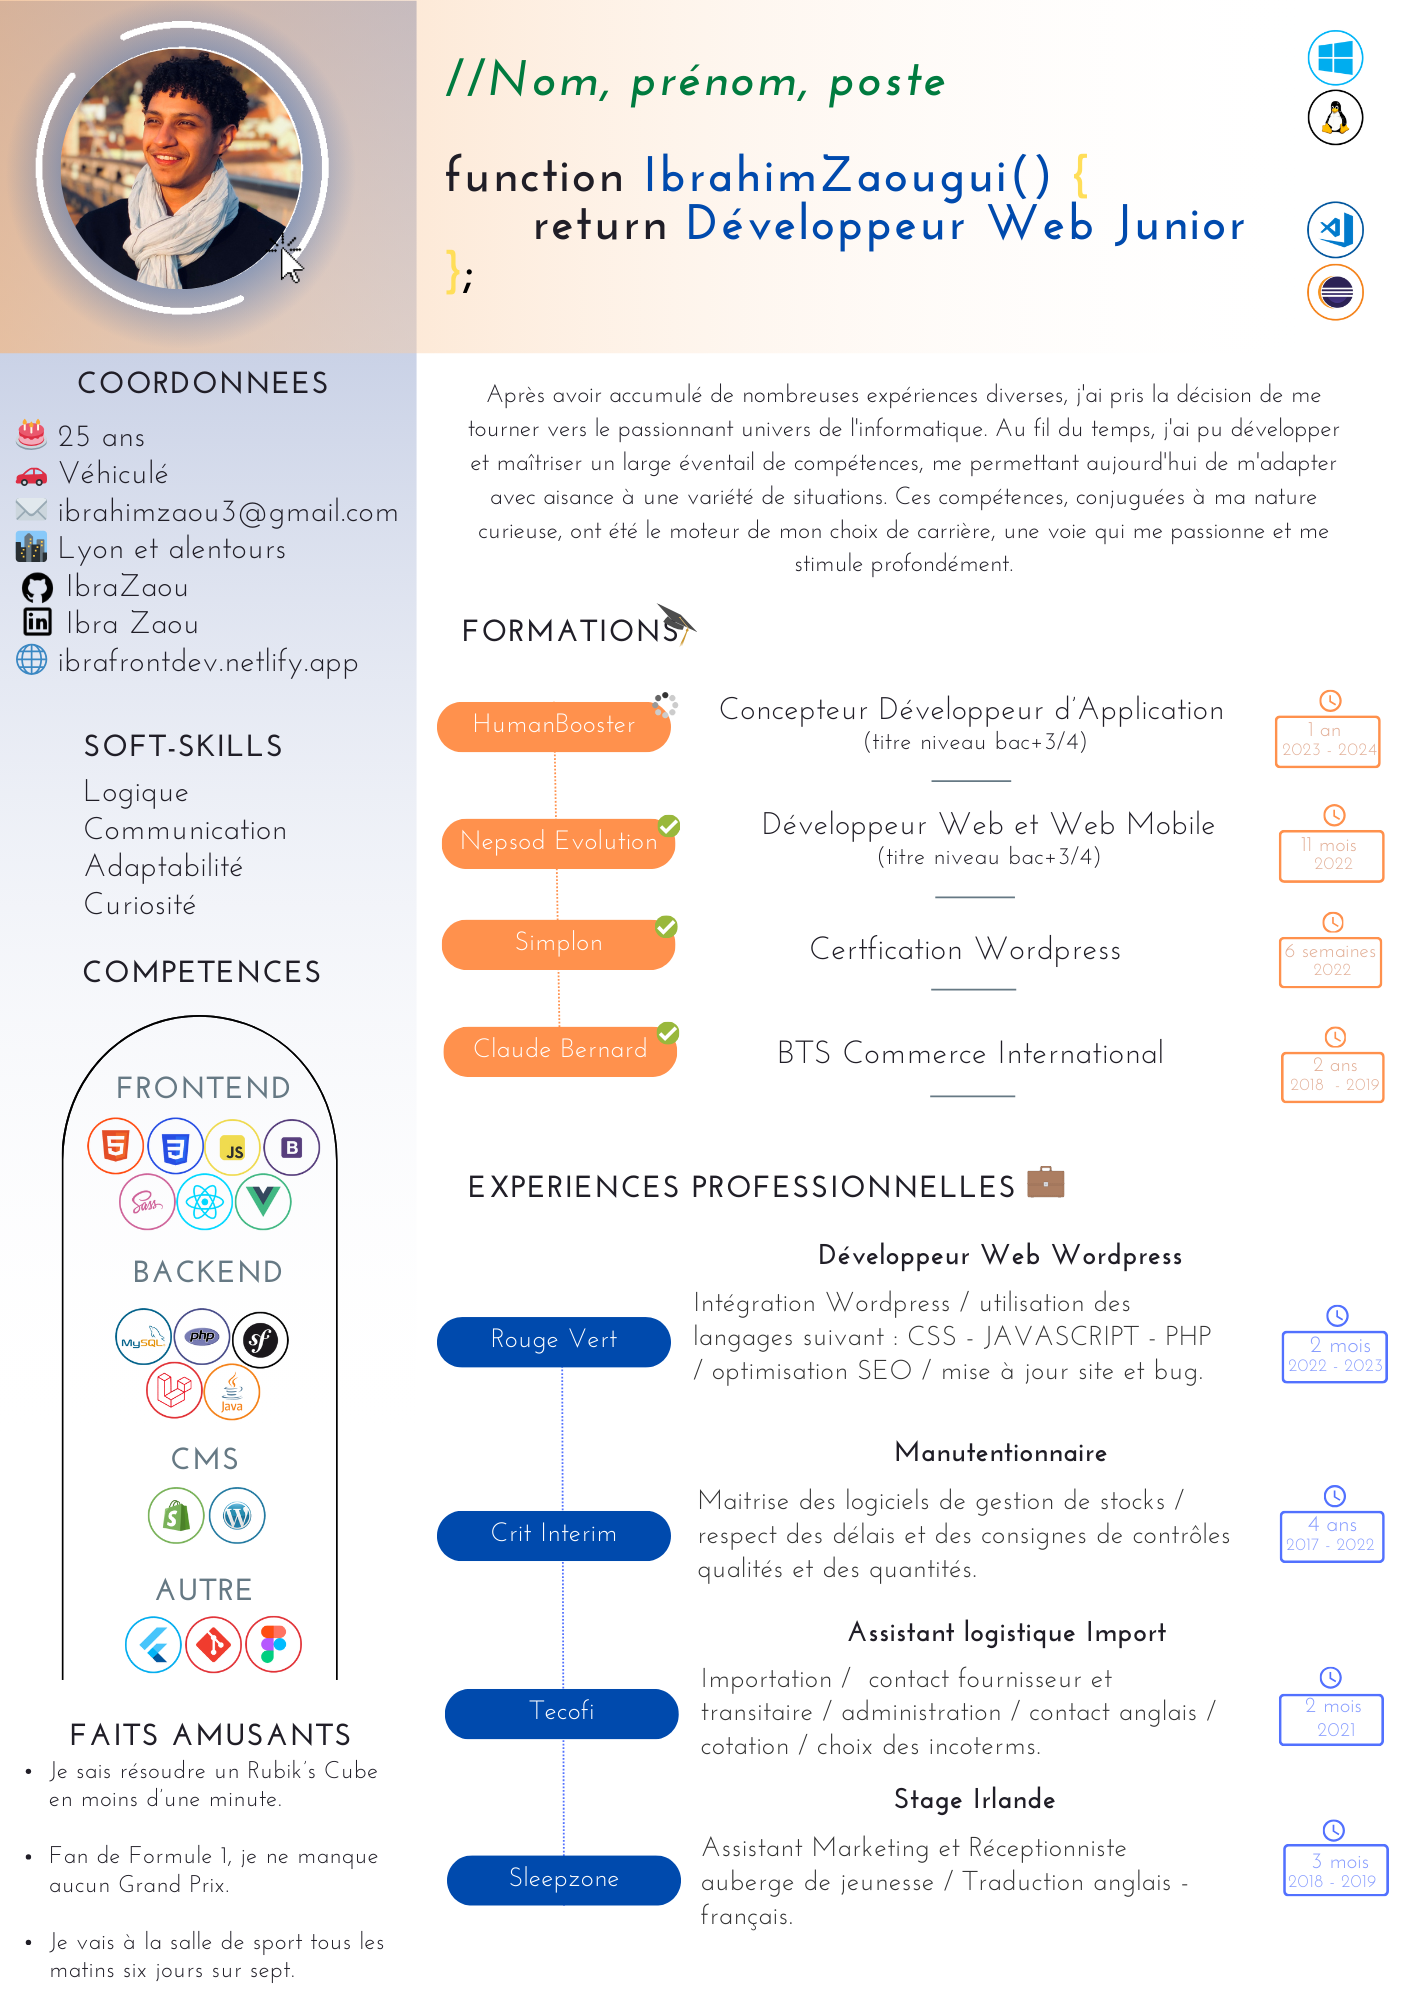 //Nom, prénom, poste
function IbrahimZaougui() {
return Développeur Web Junior
};
COORDONNEES
25 ans
Véhiculé
ibrahimzaou3@gmail.com
Lyon et alentours
IbraZaou
in Ibra Zaou
ibrafrontdev.netlify.app
SOFT-SKILLS
Logique
Communication
Adaptabilité
Curiosité
COMPETENCES
FRONTEND
5 3 JS B
Sass
BACKEND
MySQL php sf
Java
CMS
S W
AUTRE
FAITS AMUSANTS
• Je sais résoudre un Rubik's Cube
en moins d'une minute.
• Fan de Formule 1, je ne manque
aucun Grand Prix.
• Je vais à la salle de sport tous les
matins six jours sur sept.
Après avoir accumulé de nombreuses expériences diverses, j'ai pris la décision de me
tourner vers le passionnant univers de l'informatique. Au fil du temps, j'ai pu développer
et maîtriser un large éventail de compétences, me permettant aujourd'hui de m'adapter
avec aisance à une variété de situations. Ces compétences, conjuguées à ma nature
curieuse, ont été le moteur de mon choix de carrière, une voie qui me passionne et me
stimule profondément.
FORMATIONS
HumanBooster
Concepteur Développeur d'Application
(titre niveau bac+3/4)
1 an
2023 - 2024
Nepsod Evolution
Développeur Web et Web Mobile
(titre niveau bac+3/4)
11 mois
2022
Simplon
Certfication Wordpress
6 semaines
2022
Claude Bernard
BTS Commerce International
2 ans
2018 - 2019
EXPERIENCES PROFESSIONNELLES
Développeur Web Wordpress
Rouge Vert
Intégration Wordpress / utilisation des
langages suivant : CSS - JAVASCRIPT - PHP
/ optimisation SEO / mise à jour site et bug.
2 mois
2022 - 2023
Manutentionnaire
Crit Interim
Maitrise des logiciels de gestion de stocks /
respect des délais et des consignes de contrôles
qualités et des quantités.
4 ans
2017 - 2022
Assistant logistique Import
Tecofi
Importation / contact fournisseur et
transitaire / administration / contact anglais /
cotation / choix des incoterms.
2 mois
2021
Stage Irlande
Sleepzone
Assistant Marketing et Réceptionniste
auberge de jeunesse / Traduction anglais -
français.
3 mois
2018 - 2019